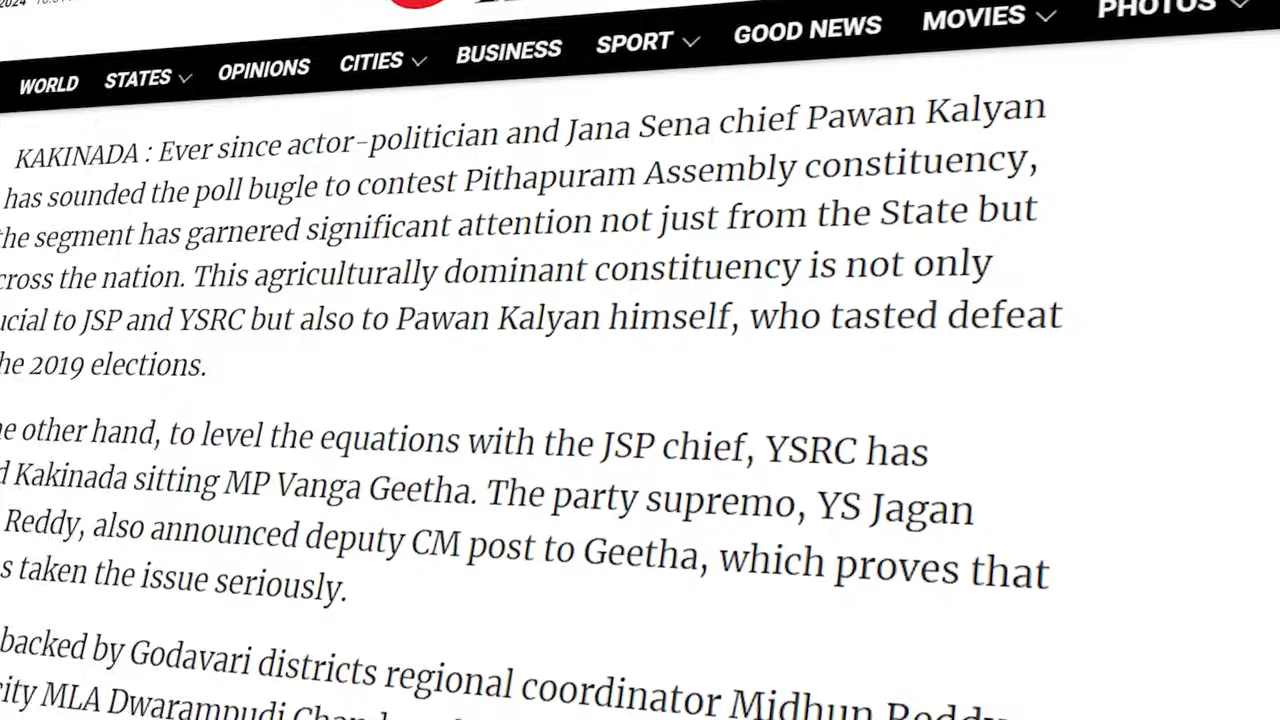 2024
WORLD STATES OPINIONS CITIES BUSINESS SPORT GOOD NEWS MOVIES PHOTOS
KAKINADA : Ever since actor-politician and Jana Sena chief Pawan Kalyan
has sounded the poll bugle to contest Pithapuram Assembly constituency,
the segment has garnered significant attention not just from the State but
cross the nation. This agriculturally dominant constituency is not only
ucial to JSP and YSRC but also to Pawan Kalyan himself, who tasted defeat
he 2019 elections.
e other hand, to level the equations with the JSP chief, YSRC has
d Kakinada sitting MP Vanga Geetha. The party supremo, YS Jagan
Reddy, also announced deputy CM post to Geetha, which proves that
s taken the issue seriously.
backed by Godavari districts regional coordinator Midhun Reddy
city MLA Dwarampudi